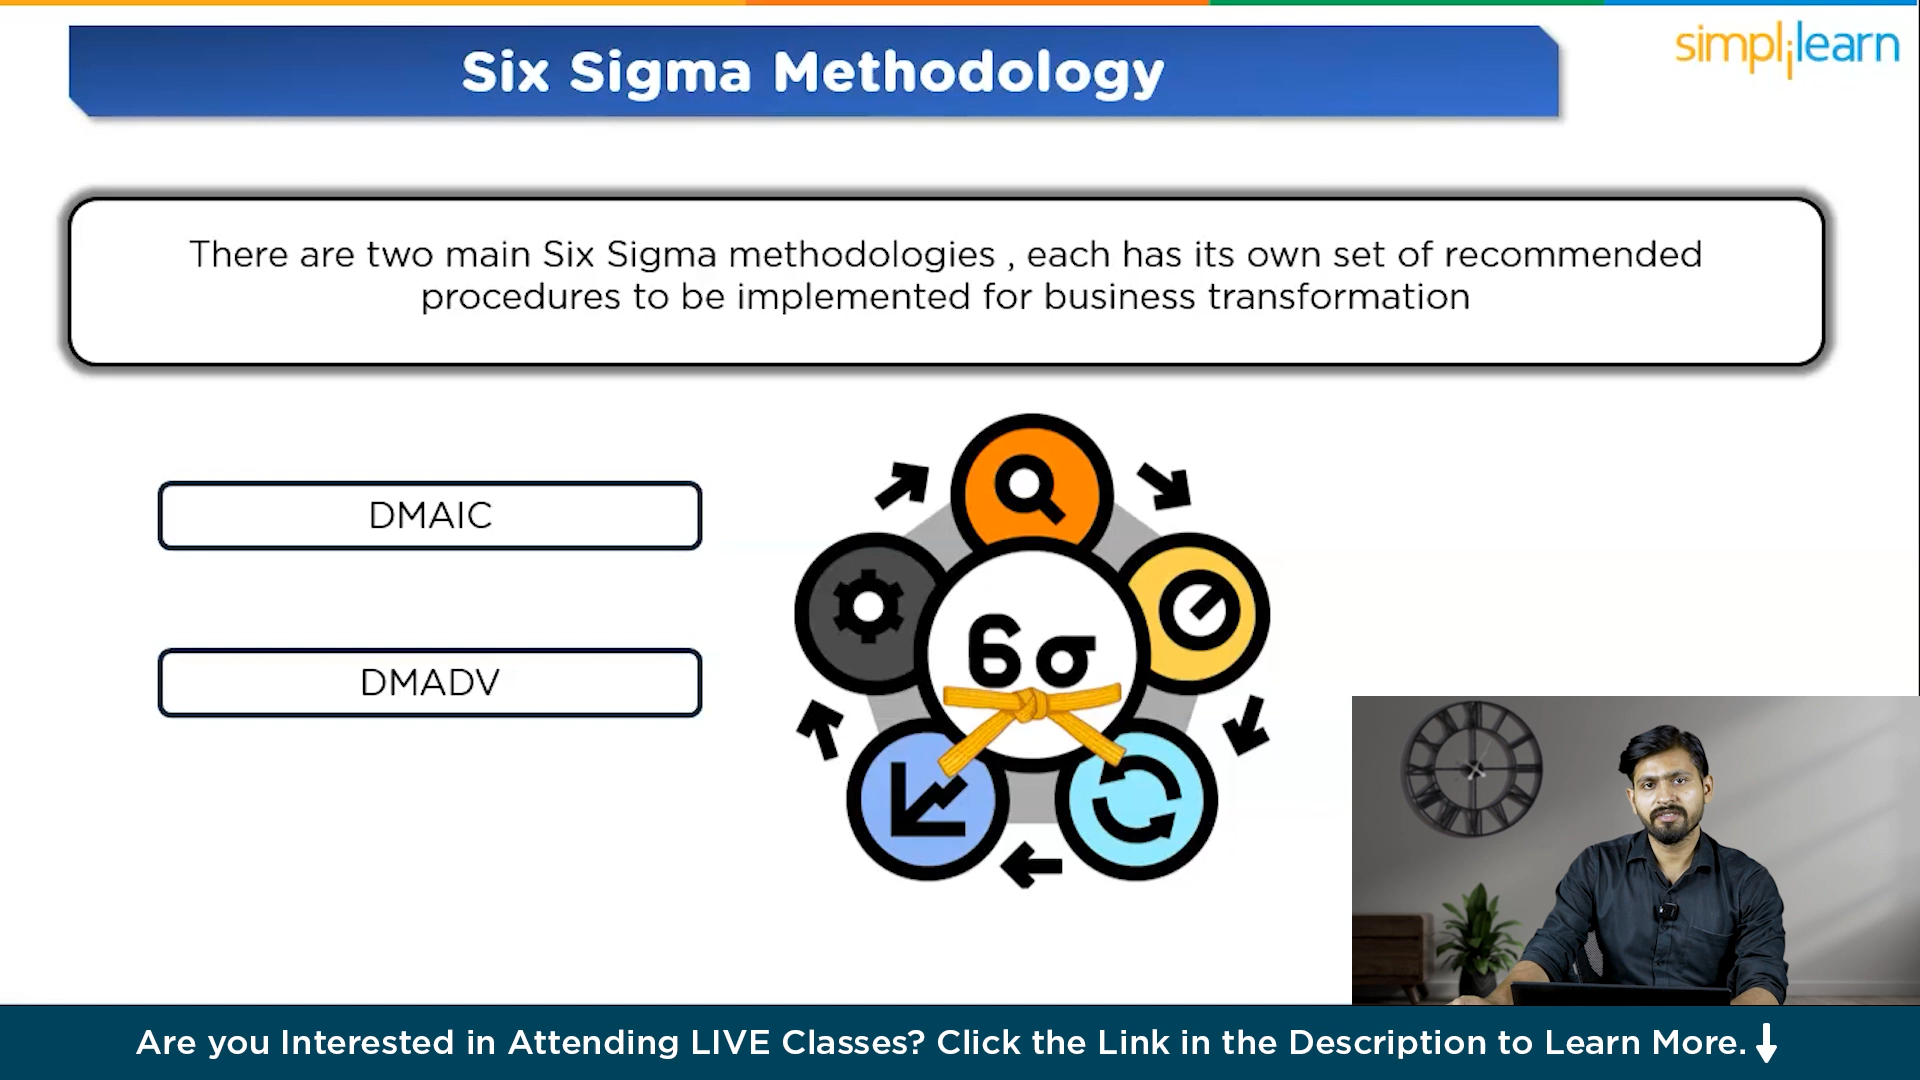 simplilearn
Six Sigma Methodology
There are two main Six Sigma methodologies , each has its own set of recommended
procedures to be implemented for business transformation
DMAIC
DMADV
6σ
Are you Interested in Attending LIVE Classes? Click the Link in the Description to Learn More.